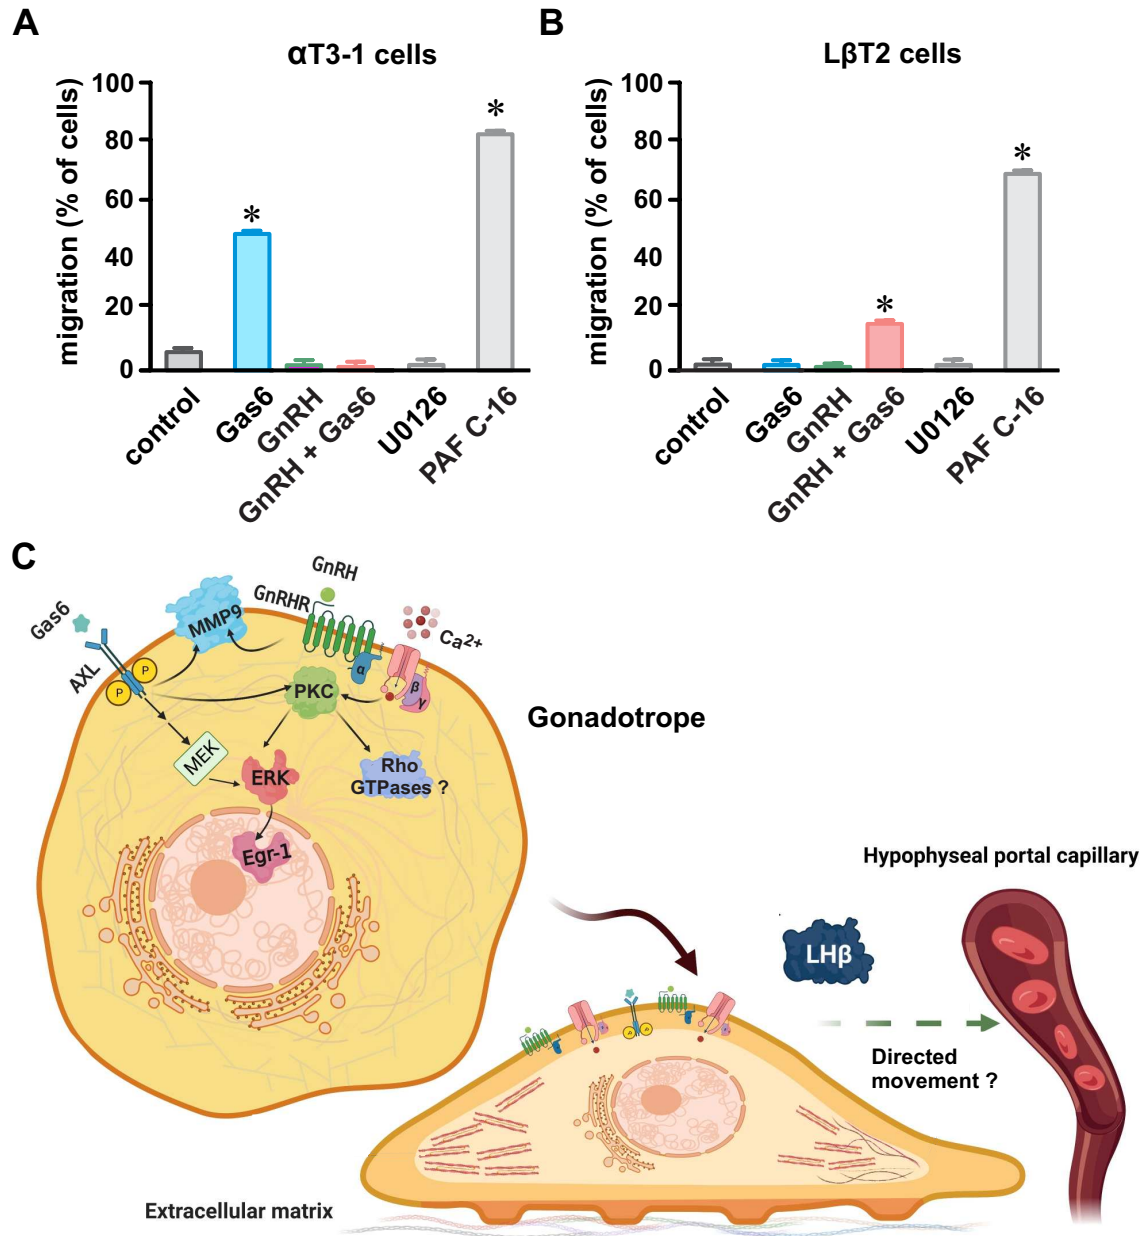 A
αT3-1 cells
migration (% of cells)
100
80
60
40
20
0
*
*
control
Gas6
GnRH
GnRH + Gas6
U0126
PAF C-16
B
LβT2 cells
migration (% of cells)
100
80
60
40
20
0
*
*
control
Gas6
GnRH
GnRH + Gas6
U0126
PAF C-16
C
GnRH
GnRHR
Gas6
MMP9
Ca2+
AXL
P
P
α
β
γ
PKC
Gonadotrope
MEK
ERK
Rho
GTPases ?
Egr-1
Hypophyseal portal capillary
LHβ
Directed
movement ?
Extracellular matrix